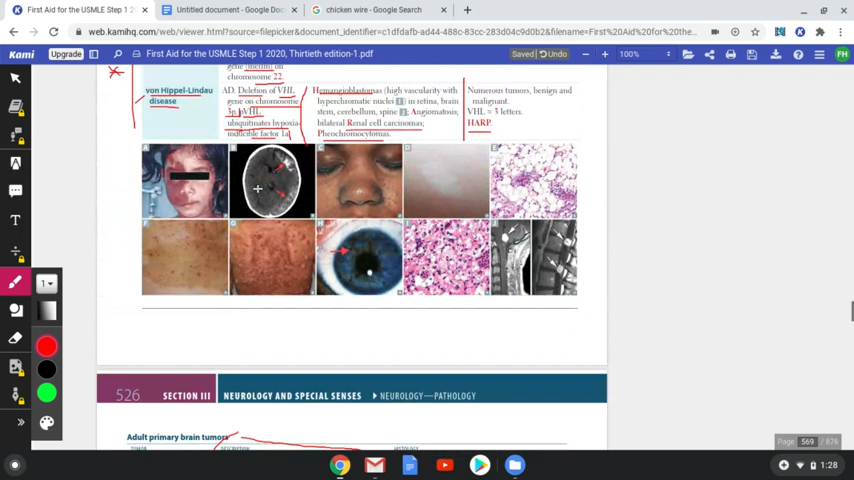 First Aid for the USMLE Step 1
Untitled document - Google Doc
chicken wire - Google Search
web.kamihq.com/web/viewer.html?source=filepicker&document_identifier=c1dfdafb-ad44-488c-83cc-283d04c9d0b2&filename=First%20Aid%20for%20the...
Kami
Upgrade
First Aid for the USMLE Step 1 2020, Thirtieth edition-1.pdf
Saved
Undo
100%
gene (merlin) on
chromosome 22.
von Hippel-Lindau
disease
AD. Deletion of VHL
gene on chromosome
3p. pVHL
ubiquitinates hypoxia-
inducible factor 1a.
Hemangioblastomas (high vascularity with
hyperchromatic nuclei I in retina, brain
stem, cerebellum, spine J; Angiomatosis;
bilateral Renal cell carcinomas;
Pheochromocytomas.
Numerous tumors, benign and
malignant.
VHL = 3 letters.
HARP.
A
B
C
D
E
F
G
H
I
J
526 SECTION III NEUROLOGY AND SPECIAL SENSES NEUROLOGY—PATHOLOGY
Adult primary brain tumors
TUMOR DESCRIPTION HISTOLOGY
T
1
Page 569 / 876
1:28